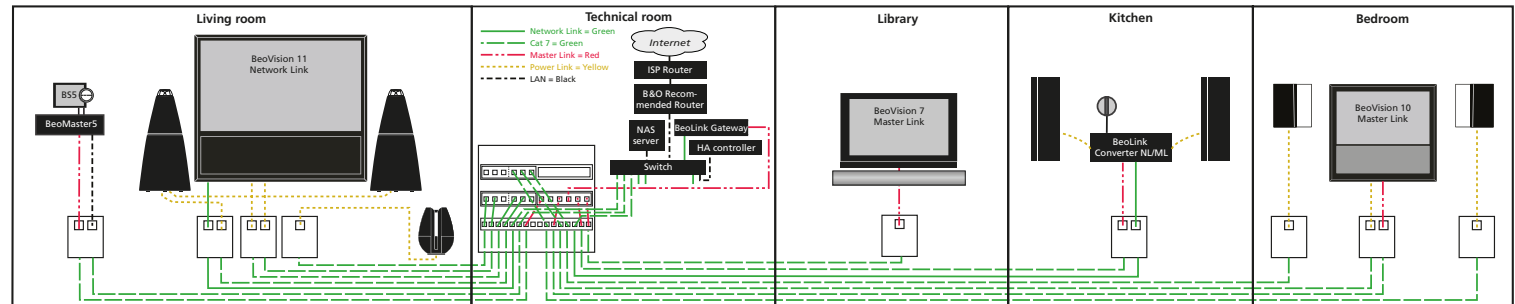 Living room
BeoVision 11
Network Link
BS5
BeoMaster5
Technical room
Network Link = Green
Cat 7 = Green
Master Link = Red
Power Link = Yellow
LAN = Black
Internet
ISP Router
B&O Recom-
mended Router
NAS
server
BeoLink Gateway
HA controller
Switch
Library
BeoVision 7
Master Link
Kitchen
BeoLink
Converter NL/ML
Bedroom
BeoVision 10
Master Link